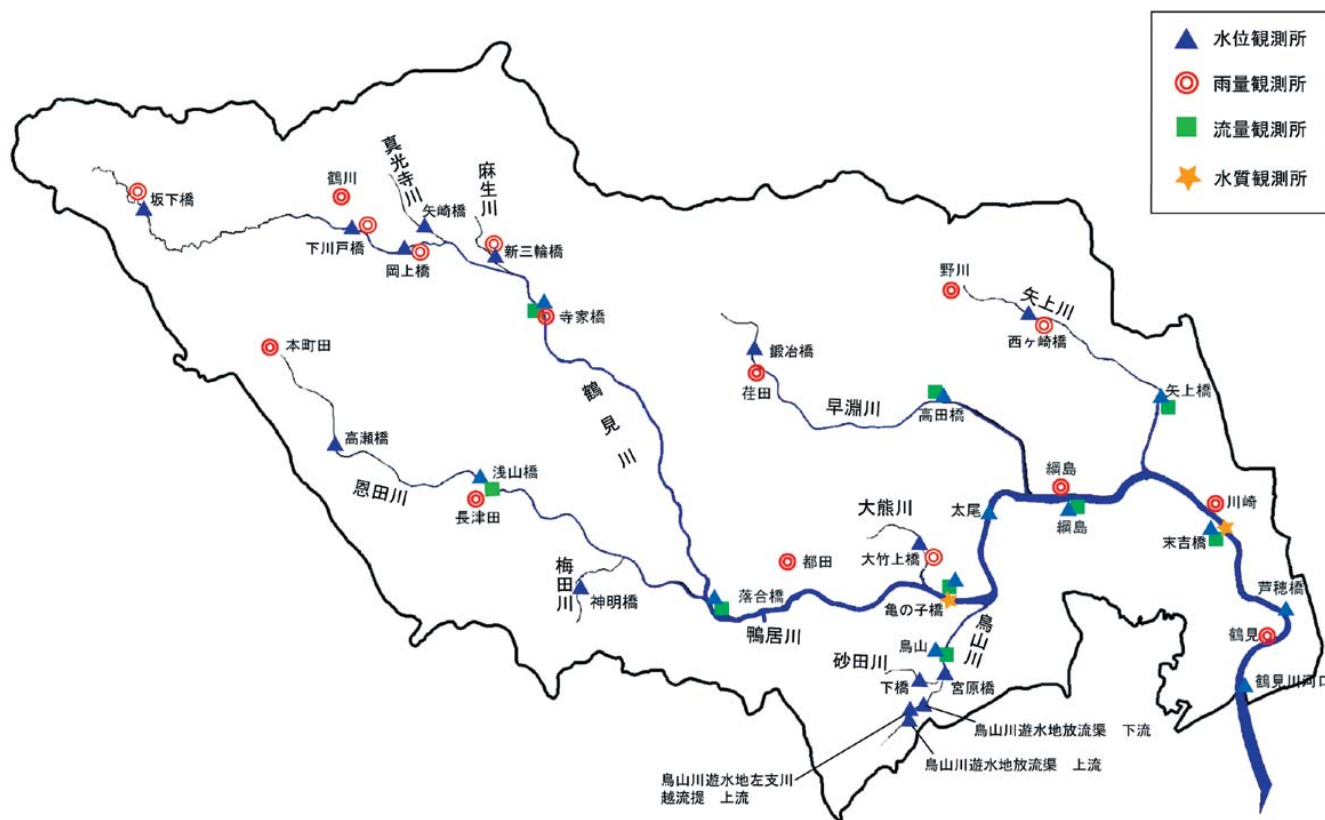 水位観測所
雨量観測所
流量観測所
水質観測所
真光寺川
麻生川
鶴川
坂下橋
矢崎橋
下川戸橋
岡上橋
新三輪橋
野川
矢上川
寺家橋
西ヶ崎橋
本町田
鍛冶橋
荏田
矢上橋
早淵川
高田橋
鶴見川
高瀬橋
浅山橋
恩田川
長津田
綱島
川崎
大熊川
太尾
綱島
末吉橋
都田
大竹上橋
梅田川
神明橋
落合橋
亀の子橋
芦穂橋
鴨居川
鳥山川
鶴見
鳥山
砂田川
下橋
宮原橋
鶴見川河口
鳥山川遊水地放流渠 下流
鳥山川遊水地放流渠 上流
鳥山川遊水地左支川
越流提 上流